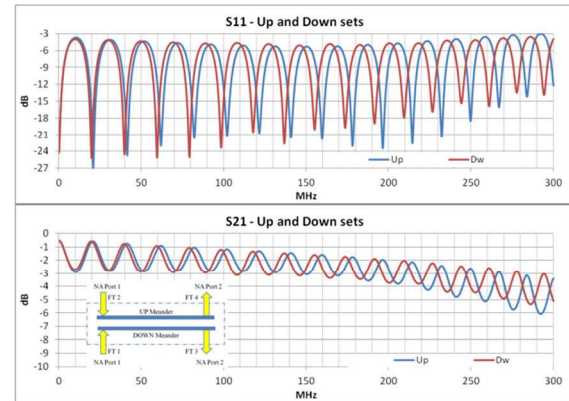 S11 - Up and Down sets
dB
-3
-6
-9
-12
-15
-18
-21
-24
-27
0 50 100 150 200 250 300
MHz
Up Dw
S21 - Up and Down sets
dB
0
-1
-2
-3
-4
-5
-6
-7
-8
-9
-10
NA Port 1 NA Port 2
FT 2 FT 4
UP Meander
DOWN Meander
FT 1 FT 3
NA Port 1 NA Port 2
Up Dw
0 50 100 150 200 250 300
MHz